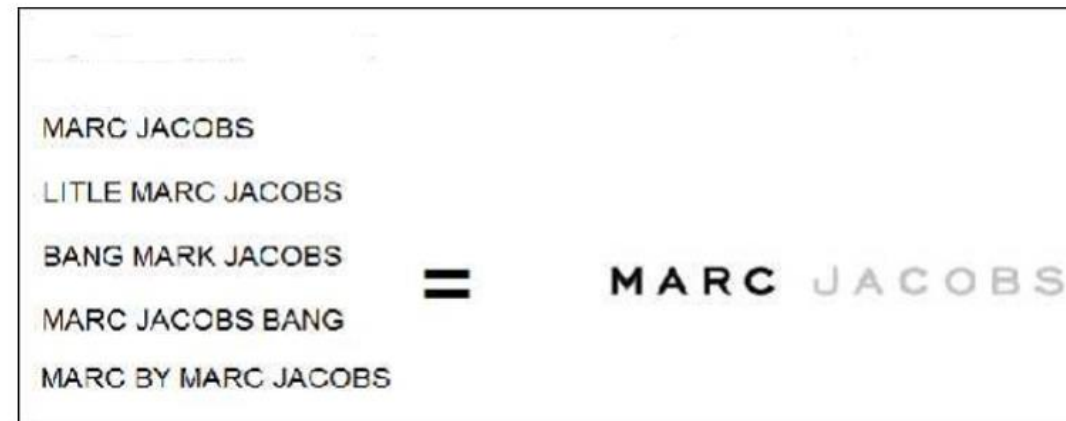 MARC JACOBS
LITLE MARC JACOBS
BANG MARK JACOBS
MARC JACOBS BANG
MARC BY MARC JACOBS
=
MARC JACOBS